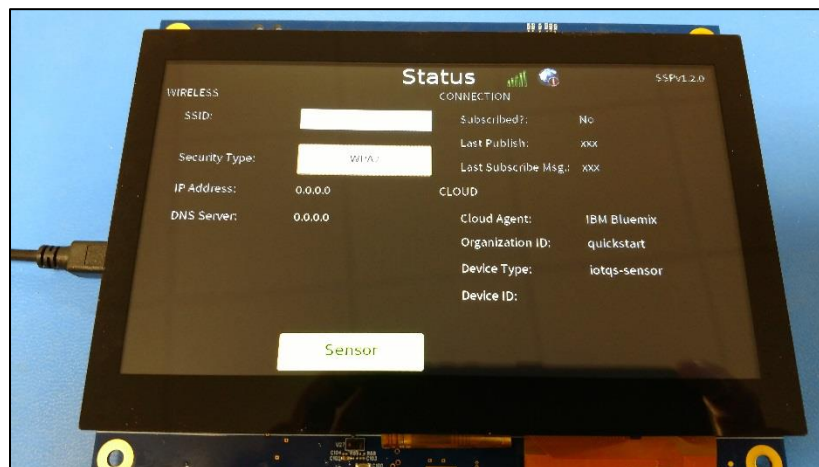 Status
SSPv1.2.0
WIRELESS
SSID:
Security Type: WPA2
IP Address: 0.0.0.0
DNS Server: 0.0.0.0
CONNECTION
Subscribed?: No
Last Publish: xxx
Last Subscribe Msg.: xxx
CLOUD
Cloud Agent: IBM Bluemix
Organization ID: quickstart
Device Type: iotqs-sensor
Device ID:
Sensor